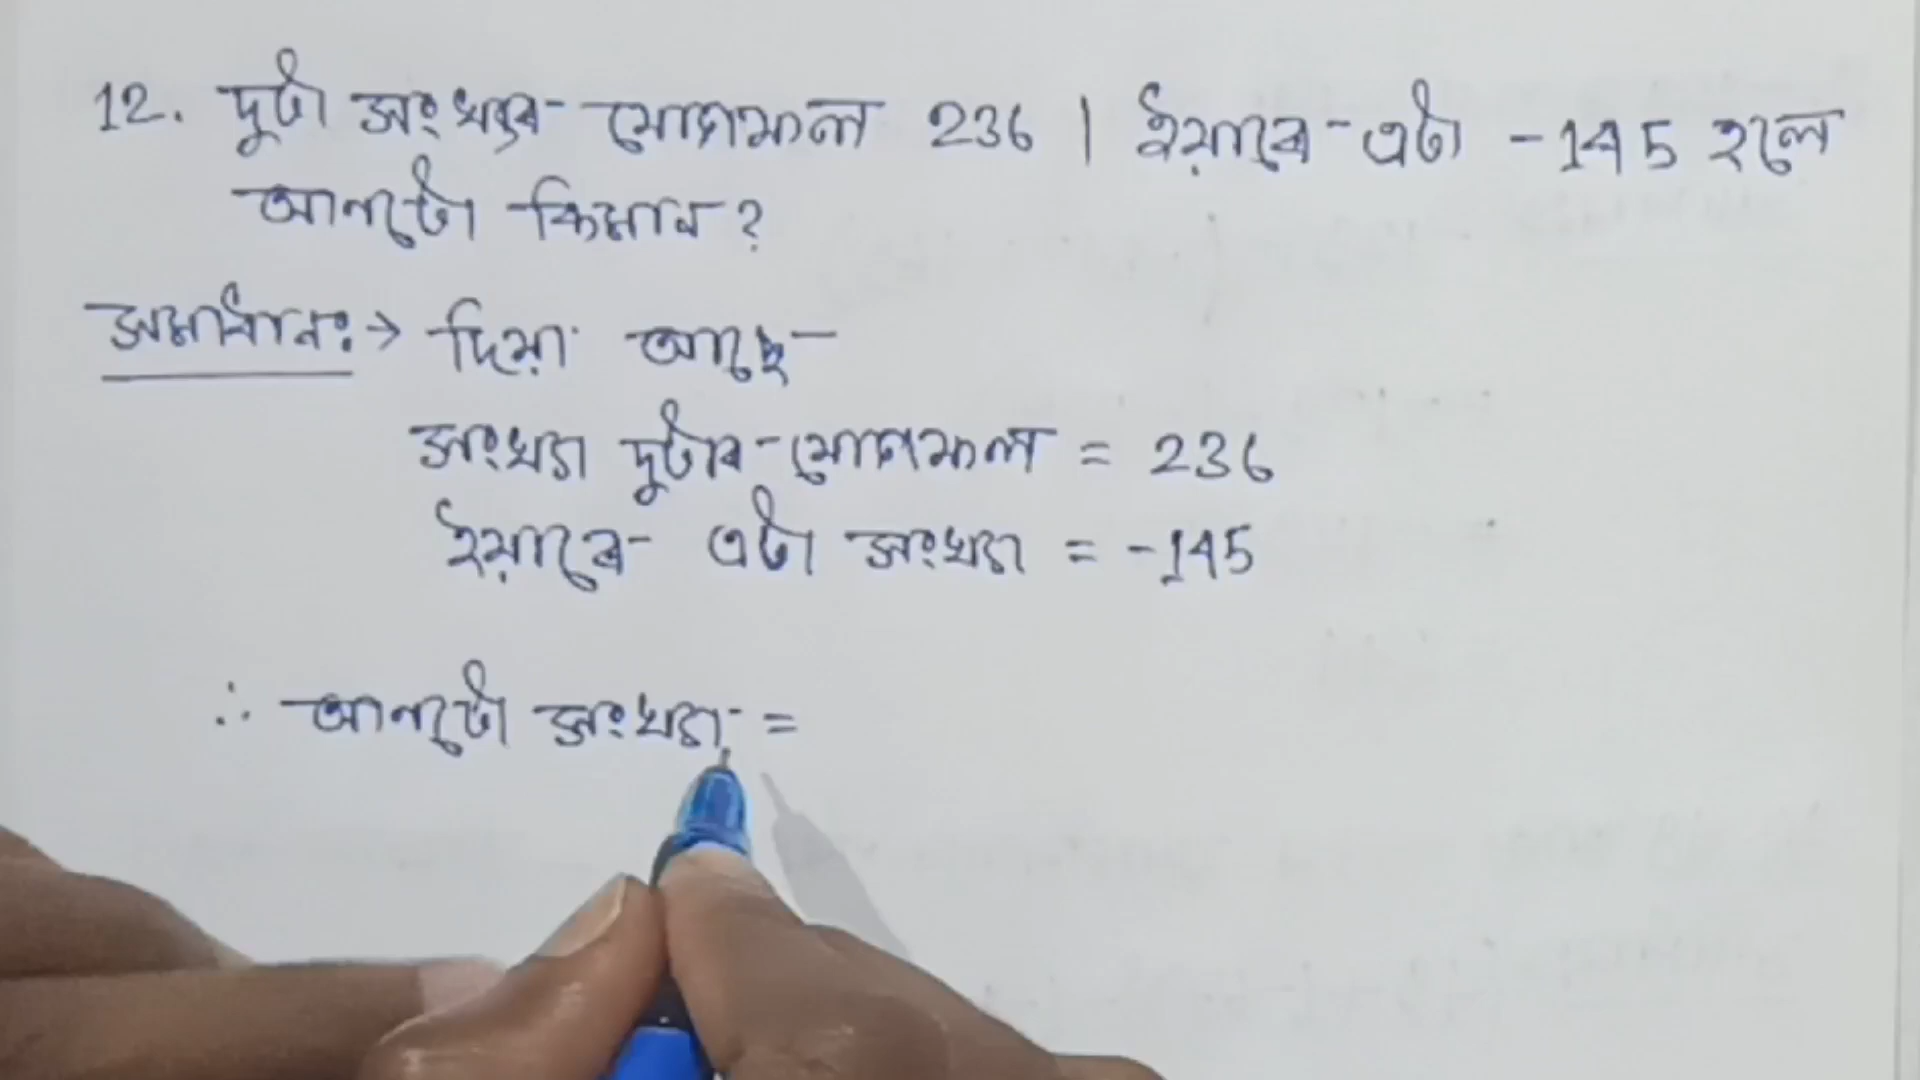 12. দুটা সংখ্যাৰ যোগফল 236 | ইয়াৰে এটা -145 হলে
আনটো কিমান?
সমাধানঃ→ দিয়া আছে
সংখ্যা দুটাৰ যোগফল = 236
ইয়াৰে এটা সংখ্যা = -145
∴ আনটো সংখ্যা =